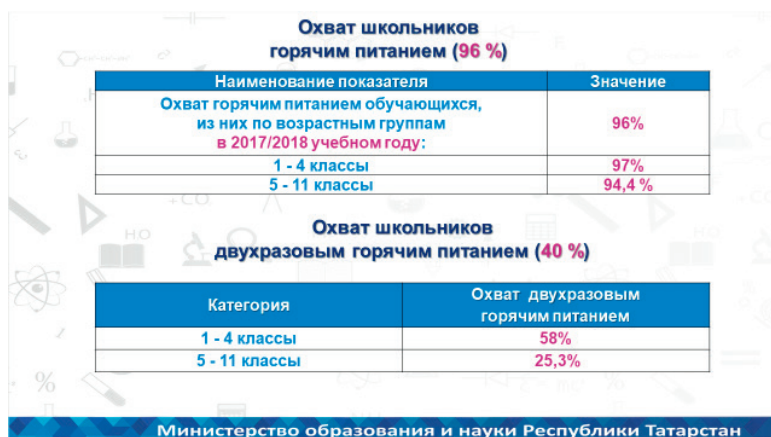 Охват школьников
горячим питанием (96 %)
Наименование показателя Значение
Охват горячим питанием обучающихся,
из них по возрастным группам
в 2017/2018 учебном году:
96%
1 - 4 классы 97%
5 - 11 классы 94,4 %
Охват школьников
двухразовым горячим питанием (40 %)
Категория
Охват двухразовым
горячим питанием
1 - 4 классы 58%
5 - 11 классы 25,3%
Министерство образования и науки Республики Татарстан